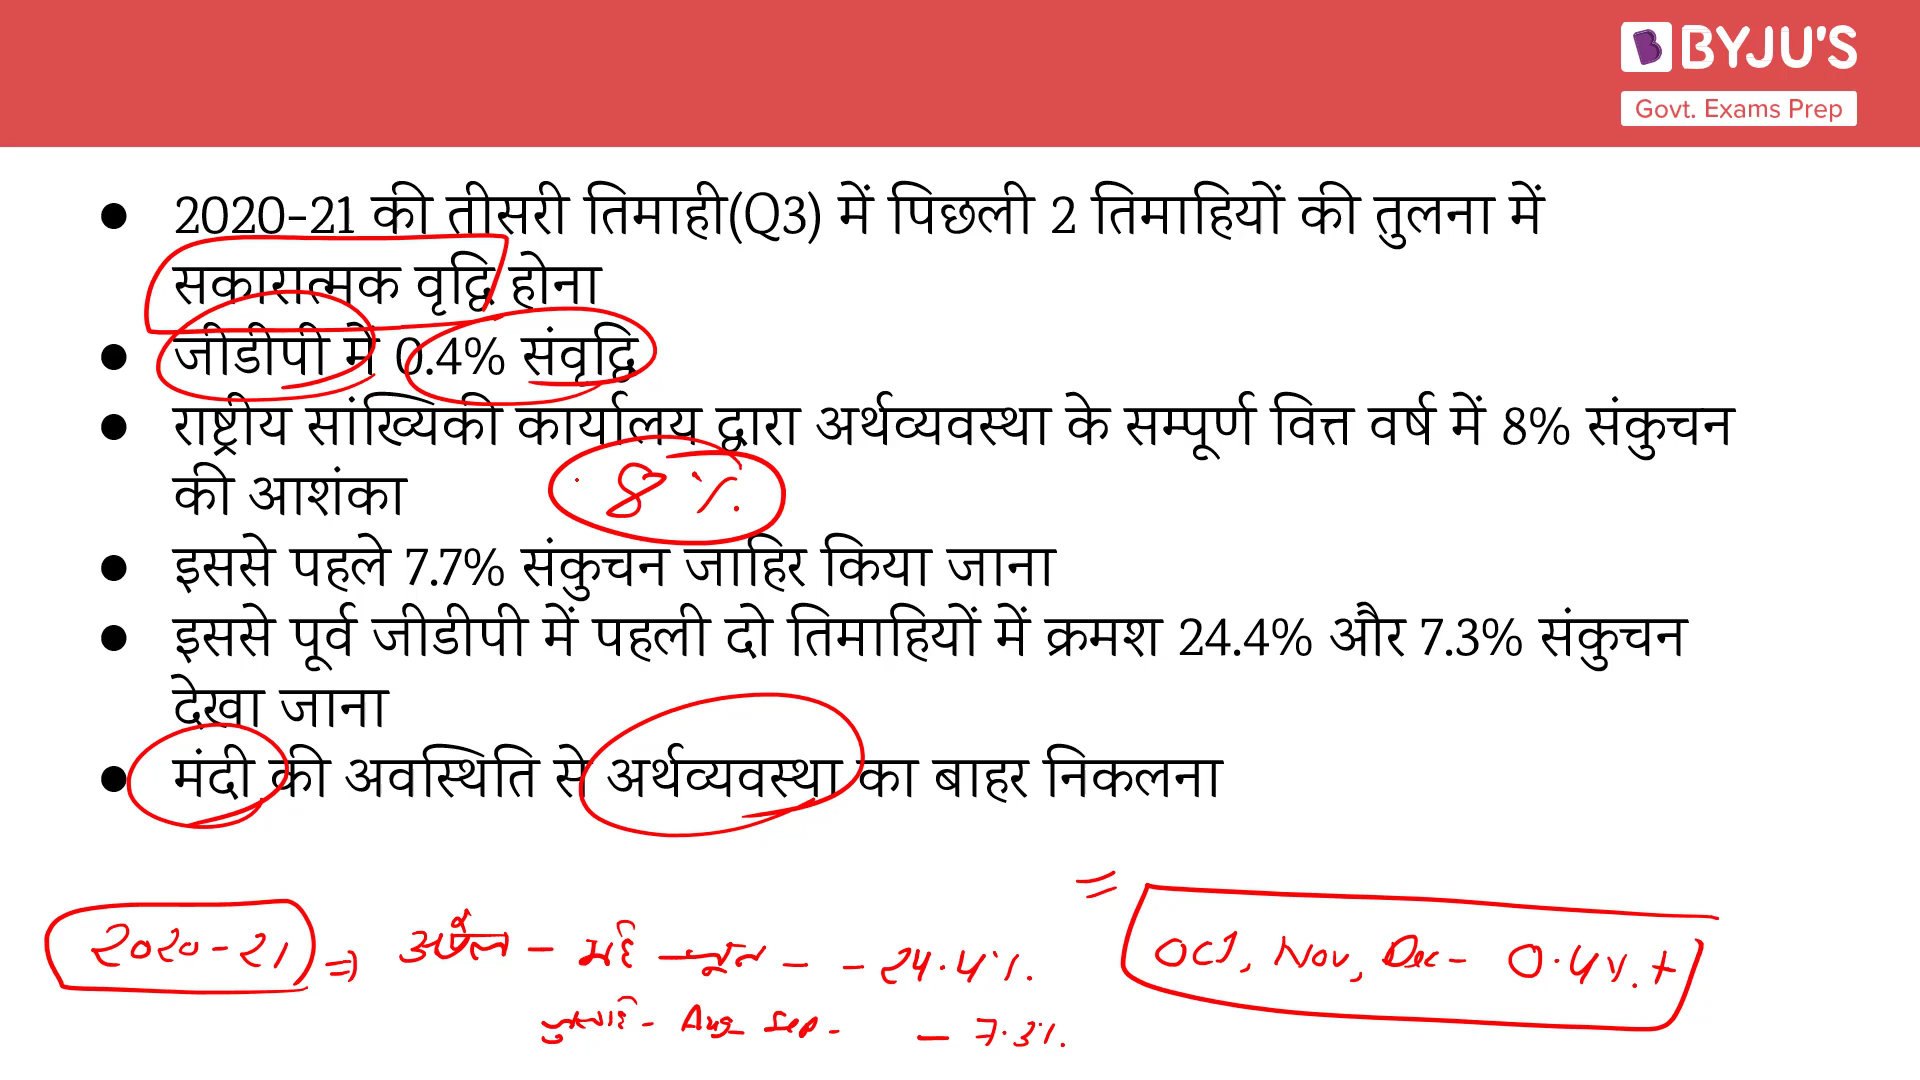 BYJU'S
Govt. Exams Prep
● 2020-21 की तीसरी तिमाही(Q3) में पिछली 2 तिमाहियों की तुलना में
सकारात्मक वृद्धि होना
● जीडीपी में 0.4% संवृद्धि
● राष्ट्रीय सांख्यिकी कार्यालय द्वारा अर्थव्यवस्था के सम्पूर्ण वित्त वर्ष में 8% संकुचन
की आशंका
8 %.
● इससे पहले 7.7% संकुचन जाहिर किया जाना
● इससे पूर्व जीडीपी में पहली दो तिमाहियों में क्रमश 24.4% और 7.3% संकुचन
देखा जाना
● मंदी की अवस्थिति से अर्थव्यवस्था का बाहर निकलना
2020-21 => अप्रैल - मई - जून - - 24.4%. = OCT, Nov, Dec - 0.4%. +
जुलाई - Aug Sep - - 7.3%.